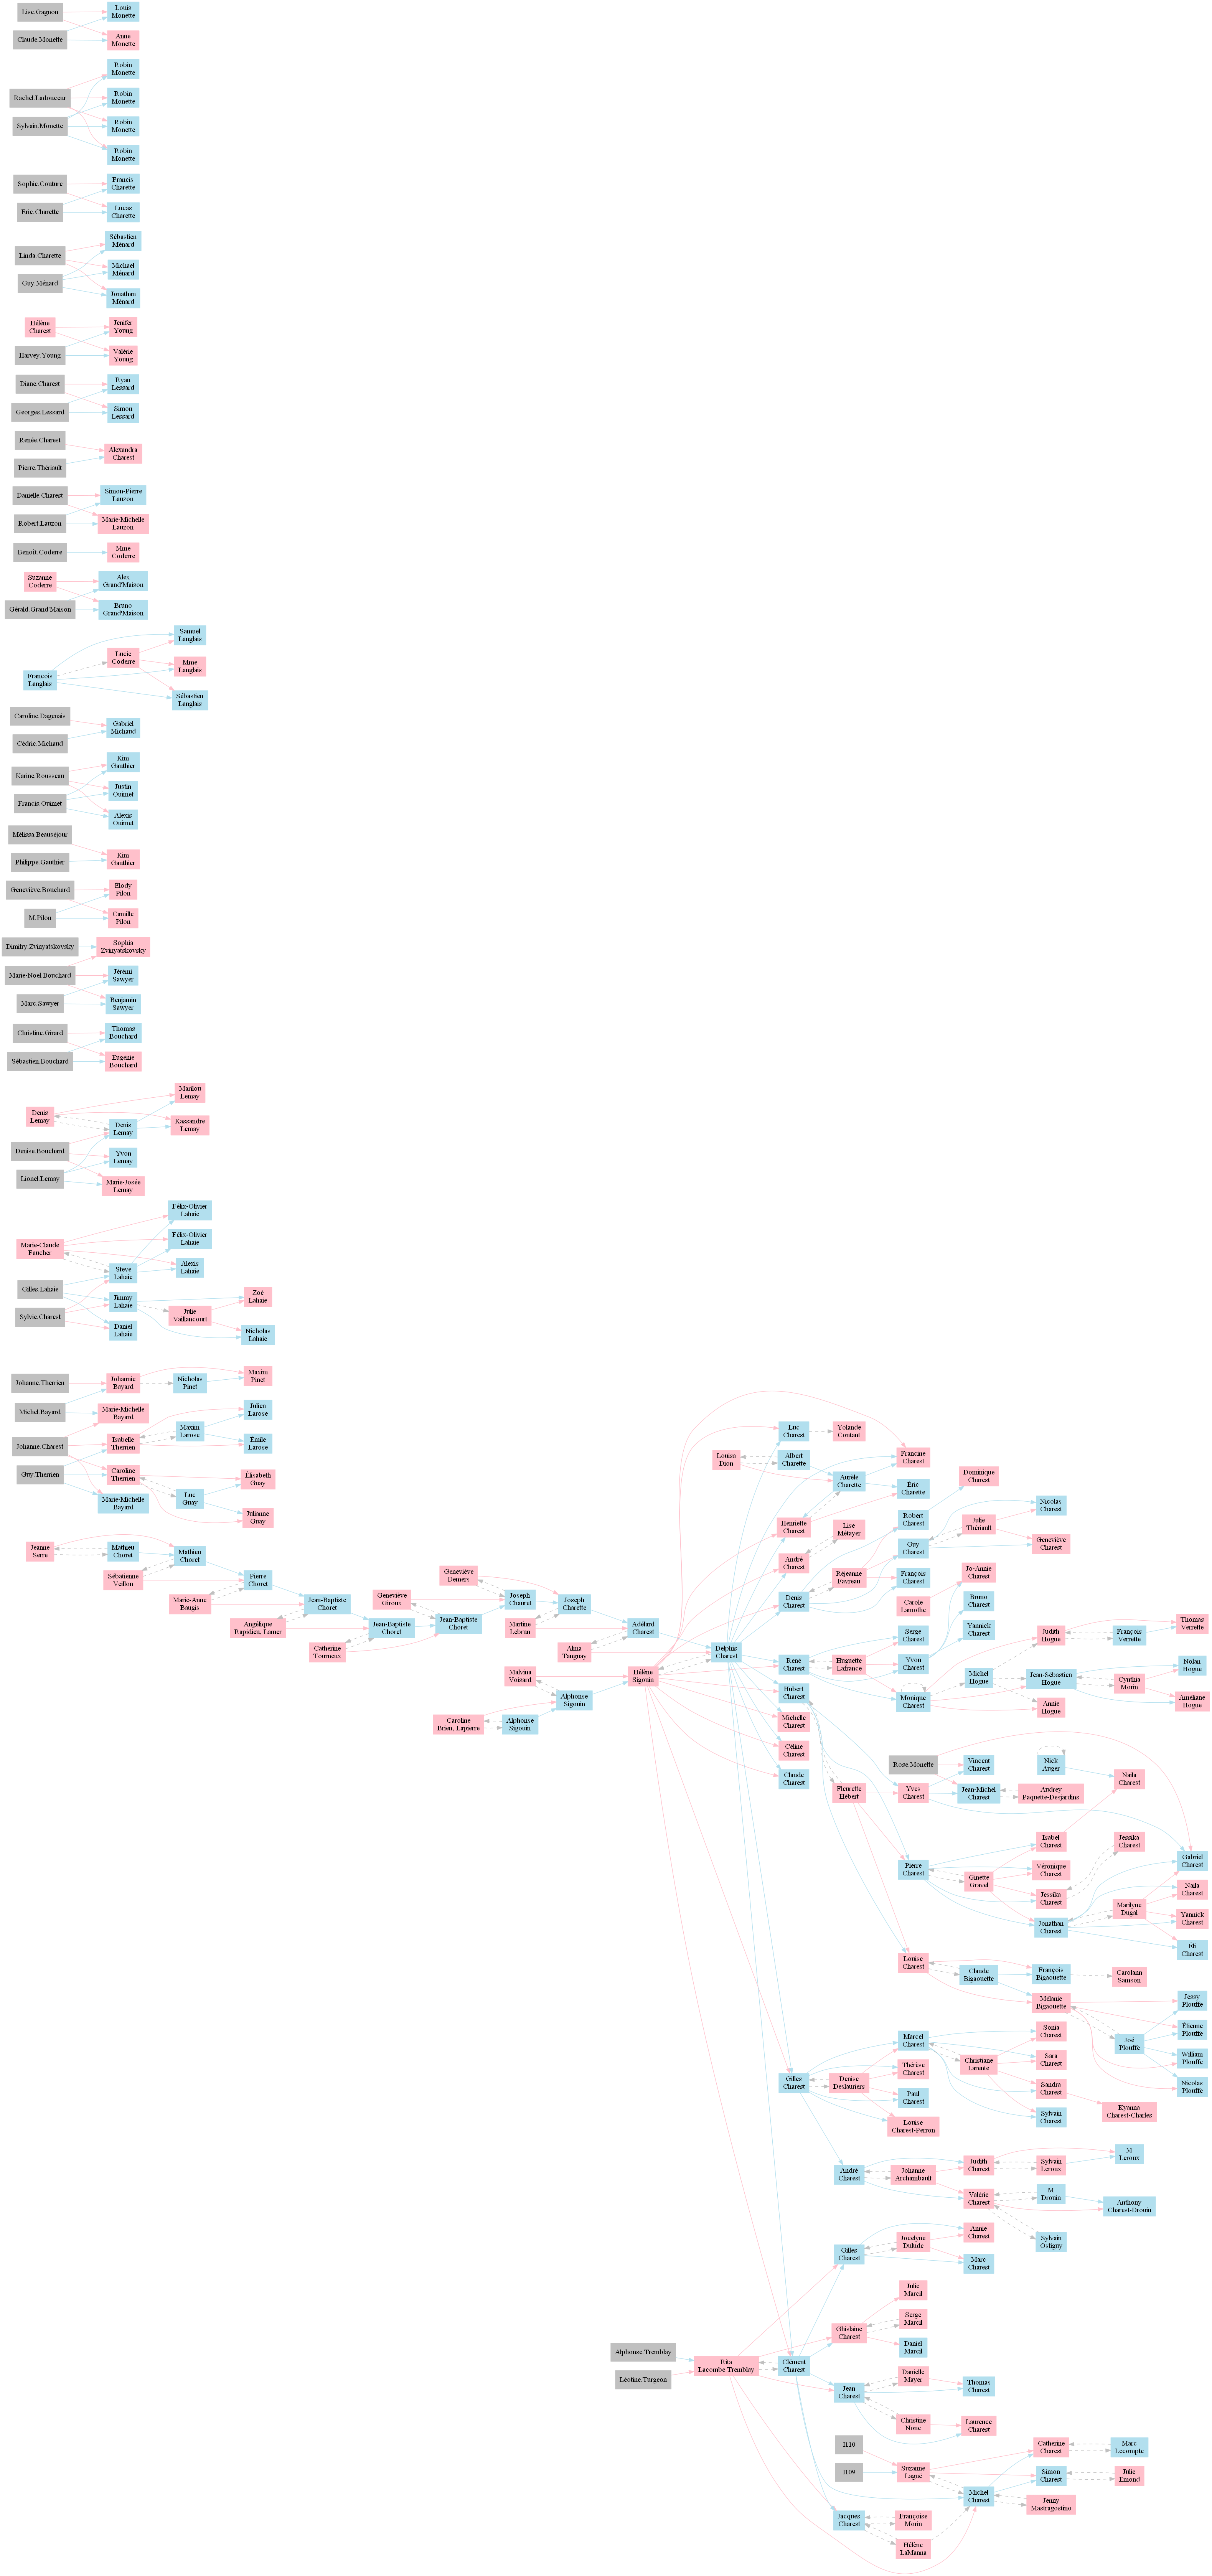 Lise.Gagnon
Louis
Monette
Claude.Monette
Anne
Monette
Robin
Monette
Rachel.Ladouceur
Robin
Monette
Sylvain.Monette
Robin
Monette
Robin
Monette
Sophie.Couture
Francis
Charette
Eric.Charette
Lucas
Charette
Sébastien
Ménard
Linda.Charette
Michael
Ménard
Guy.Ménard
Jonathan
Ménard
Hélène
Charest
Jenifer
Young
Harvey.Young
Valérie
Young
Diane.Charest
Ryan
Lessard
Georges.Lessard
Simon
Lessard
Renée.Charest
Alexandra
Charest
Pierre.Thériault
Danielle.Charest
Simon-Pierre
Lauzon
Robert.Lauzon
Marie-Michelle
Lauzon
Benoit.Coderre
Mme
Coderre
Suzanne
Coderre
Alex
Grand'Maison
Gérald.Grand'Maison
Bruno
Grand'Maison
Samuel
Langlais
Lucie
Coderre
Mme
Langlais
Francois
Langlais
Sébastien
Langlais
Caroline.Dagenais
Gabriel
Michaud
Cédric.Michaud
Kim
Gauthier
Karine.Rousseau
Justin
Ouimet
Francis.Ouimet
Alexis
Ouimet
Mélissa.Beauséjour
Kim
Gauthier
Philippe.Gauthier
Geneviève.Bouchard
Élody
Pilon
M.Pilon
Camille
Pilon
Dimitry.Zvinyatskovsky
Sophia
Zvinyatskovsky
Marie-Noel.Bouchard
Jérémi
Sawyer
Marc.Sawyer
Benjamin
Sawyer
Christine.Girard
Thomas
Bouchard
Sébastien.Bouchard
Eugénie
Bouchard
Marilou
Lemay
Denis
Lemay
Denis
Lemay
Kassandre
Lemay
Denise.Bouchard
Yvon
Lemay
Lionel.Lemay
Marie-Josée
Lemay
Félix-Olivier
Lahaie
Marie-Claude
Faucher
Félix-Olivier
Lahaie
Steve
Lahaie
Alexis
Lahaie
Gilles.Lahaie
Jimmy
Lahaie
Zoé
Lahaie
Sylvie.Charest
Julie
Vaillancourt
Daniel
Lahaie
Nicholas
Lahaie
Johanne.Therrien
Johannie
Bayard
Nicholas
Pinet
Maxim
Pinet
Michel.Bayard
Marie-Michelle
Bayard
Julien
Larose
Johanne.Charest
Isabelle
Therrien
Maxim
Larose
Émile
Larose
Guy.Therrien
Caroline
Therrien
Élisabeth
Guay
Marie-Michelle
Bayard
Luc
Guay
Julianne
Guay
Jeanne
Serre
Mathieu
Choret
Mathieu
Choret
Sébatienne
Veillon
Pierre
Choret
Marie-Anne
Baugis
Jean-Baptiste
Choret
Angélique
Rapidieu, Lamer
Jean-Baptiste
Choret
Catherine
Toumeux
Geneviève
Giroux
Jean-Baptiste
Choret
Geneviève
Demers
Joseph
Chauret
Joseph
Charette
Martine
Lebrun
Adélard
Charest
Alma
Tanguay
Malvina
Voisard
Alphonse
Sigouin
Caroline
Brien, Lapierre
Alphonse
Sigouin
Hélène
Sigouin
Delphis
Charest
Luc
Charest
Yolande
Coutaut
Louisa
Dion
Albert
Charette
Francine
Charest
Aurèle
Charette
Éric
Charette
Dominique
Charest
Henriette
Charest
Lise
Métayer
Robert
Charest
Julie
Thériault
Nicolas
Charest
André
Charest
Guy
Charest
Geneviève
Charest
Denis
Charest
Réjeanne
Favreau
François
Charest
Jo-Annie
Charest
Carole
Lamothe
Bruno
Charest
Serge
Charest
Yannick
Charest
Judith
Hogue
François
Verrette
Thomas
Verrette
René
Charest
Huguette
Lafrance
Yvon
Charest
Michel
Hogue
Jean-Sébastien
Hogue
Cynthia
Morin
Nolan
Hogue
Hubert
Charest
Monique
Charest
Annie
Hogue
Améliane
Hogue
Michelle
Charest
Céline
Charest
Claude
Charest
Fleurette
Hébert
Rose.Monette
Vincent
Charest
Nick
Auger
Naila
Charest
Yves
Charest
Jean-Michel
Charest
Audrey
Paquette-Desjardins
Isabel
Charest
Jessika
Charest
Gabriel
Charest
Pierre
Charest
Ginette
Gravel
Véronique
Charest
Naila
Charest
Jessika
Charest
Marilyne
Dugal
Yannick
Charest
Jonathan
Charest
Éli
Charest
Louise
Charest
Claude
Bigaouette
François
Bigaouette
Carolann
Samson
Mélanie
Bigaouette
Jessy
Plouffe
Étienne
Plouffe
Joé
Plouffe
William
Plouffe
Nicolas
Plouffe
Marcel
Charest
Sonia
Charest
Christiane
Larente
Sara
Charest
Gilles
Charest
Denise
Deslauriers
Thérèse
Charest
Sandra
Charest
Paul
Charest
Kyanna
Charest-Charles
Louise
Charest-Perron
Sylvain
Charest
André
Charest
Johanne
Archambault
Judith
Charest
Sylvain
Leroux
M
Leroux
Valérie
Charest
M
Drouin
Anthony
Charest-Drouin
Sylvain
Ostiguy
Annie
Charest
Gilles
Charest
Jocelyne
Dulude
Marc
Charest
Julie
Marcil
Ghislaine
Charest
Serge
Marcil
Daniel
Marcil
Alphonse.Tremblay
Rita
Lacombe Tremblay
Clément
Charest
Léotine.Turgeon
Jean
Charest
Danielle
Mayer
Thomas
Charest
Christine
None
Laurence
Charest
I110
Suzanne
Lagüé
Catherine
Charest
Marc
Lecompte
I109
Simon
Charest
Julie
Emond
Michel
Charest
Jenny
Mastragostino
Jacques
Charest
Françoise
Morin
Hélène
LaManna